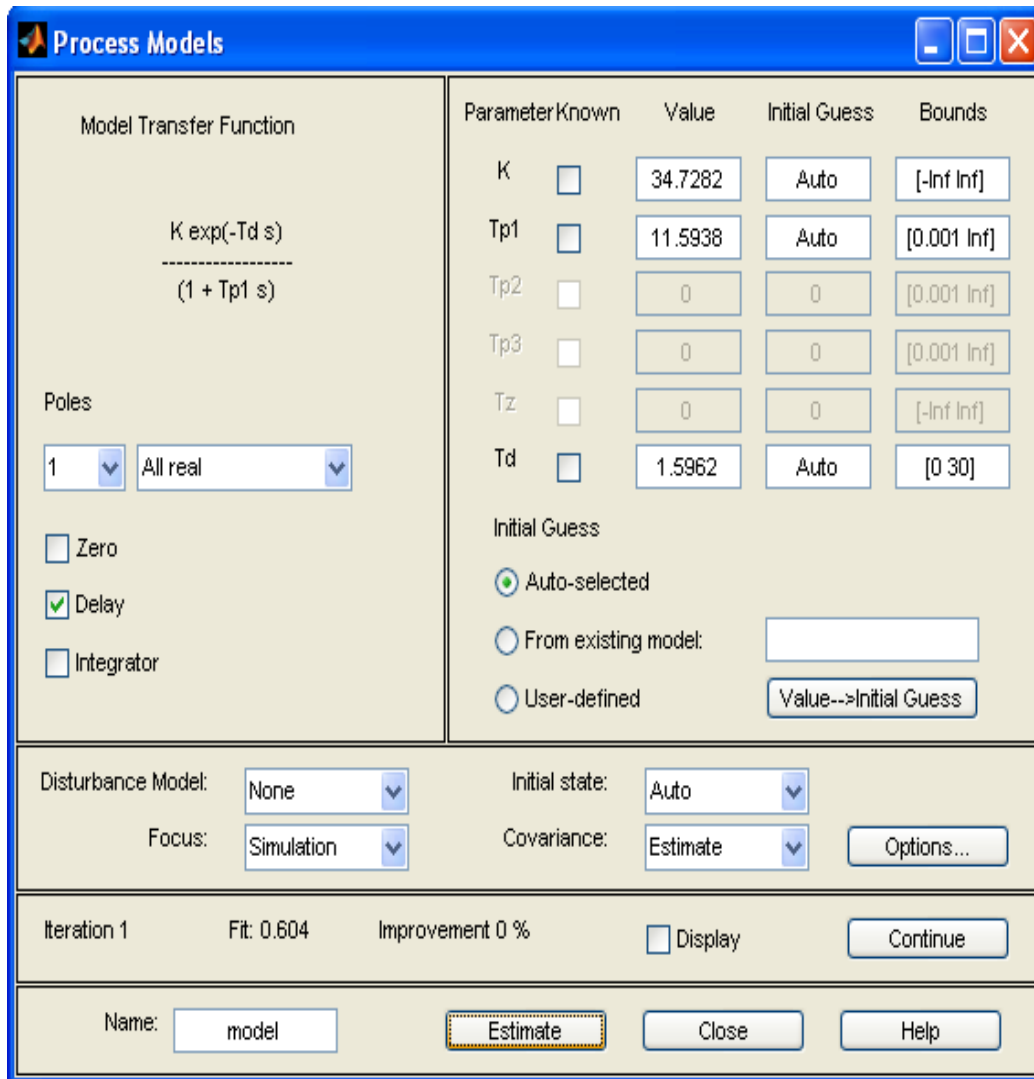 Process Models
Model Transfer Function
K exp(-Td s)
------------------
(1 + Tp1 s)
Poles
1 All real
Zero
Delay
Integrator
Parameter Known Value Initial Guess Bounds
K 34.7282 Auto [-Inf Inf]
Tp1 11.5938 Auto [0.001 Inf]
Tp2 0 0 [0.001 Inf]
Tp3 0 0 [0.001 Inf]
Tz 0 0 [-Inf Inf]
Td 1.5962 Auto [0 30]
Initial Guess
Auto-selected
From existing model:
User-defined Value-->Initial Guess
Disturbance Model: None Initial state: Auto
Focus: Simulation Covariance: Estimate Options...
Iteration 1 Fit: 0.604 Improvement 0 % Display Continue
Name: model Estimate Close Help